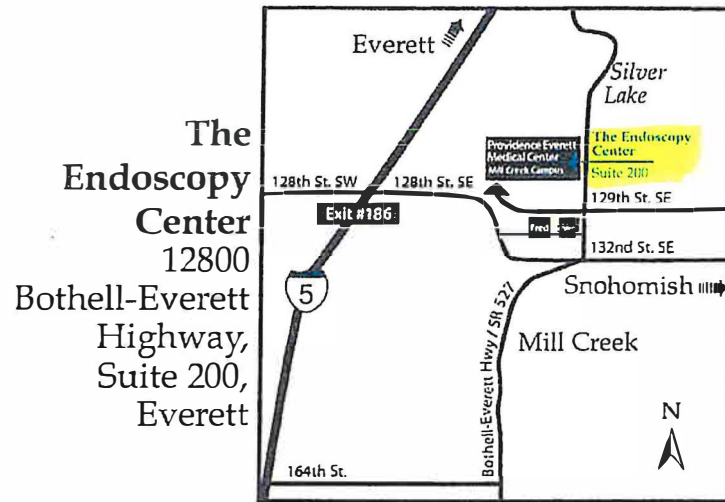 The
Endoscopy
Center
12800
Bothell-Everett
Highway,
Suite 200,
Everett
Everett
Silver
Lake
Providence Everett
Medical Center
Mill Creek Campus
The Endoscopy
Center
Suite 200
128th St. SW
128th St. SE
129th St. SE
Exit #186
Fred
132nd St. SE
5
Snohomish
Bothell-Everett Hwy / SR 527
Mill Creek
N
164th St.